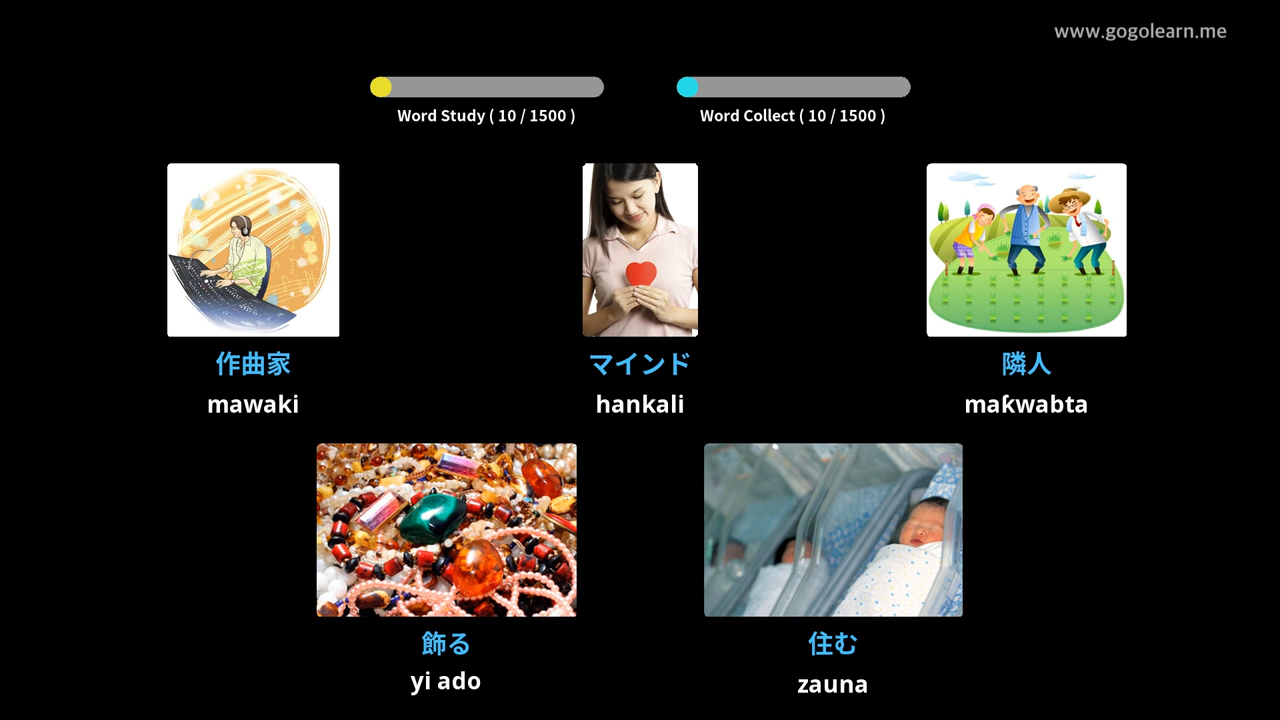 www.gogolearn.me
Word Study ( 10 / 1500 )
Word Collect ( 10 / 1500 )
作曲家
mawaki
マインド
hankali
隣人
maƙwabta
飾る
yi ado
住む
zauna